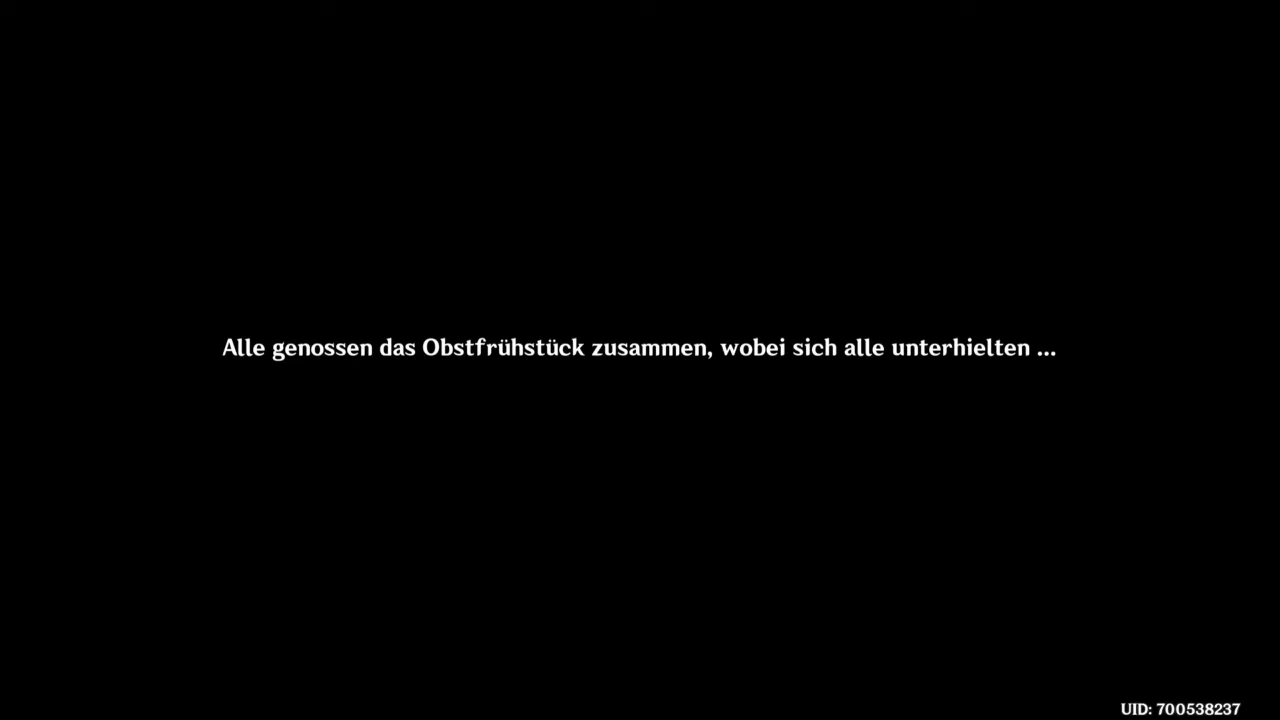 Alle genossen das Obstfrühstück zusammen, wobei sich alle unterhielten ...
UID: 700538237